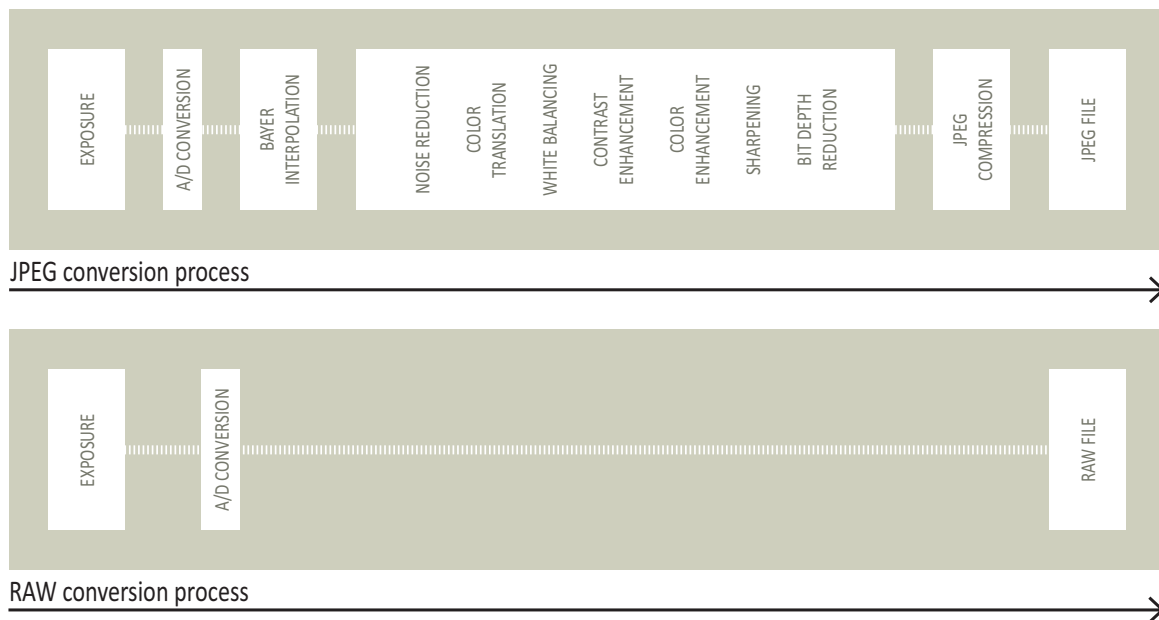 EXPOSURE
A/D CONVERSION
BAYER
INTERPOLATION
NOISE REDUCTION
COLOR
TRANSLATION
WHITE BALANCING
CONTRAST
ENHANCEMENT
COLOR
ENHANCEMENT
SHARPENING
BIT DEPTH
REDUCTION
JPEG
COMPRESSION
JPEG FILE
JPEG conversion process
EXPOSURE
A/D CONVERSION
RAW FILE
RAW conversion process